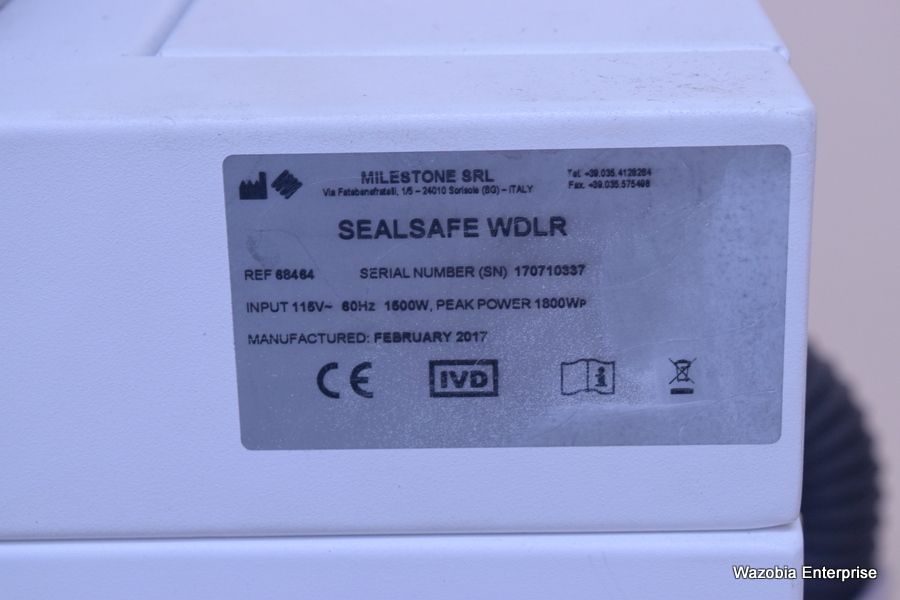 MILESTONE SRL
Via Fatebenefratelli, 1/5 – 24010 Sorisole (BG) – ITALY
Tel. +39.035.4128264
Fax. +39.035.575498
SEALSAFE WDLR
REF 68464 SERIAL NUMBER (SN) 170710337
INPUT 115V~ 60Hz 1500W, PEAK POWER 1800Wp
MANUFACTURED: FEBRUARY 2017
CE IVD i
Wazobia Enterprise